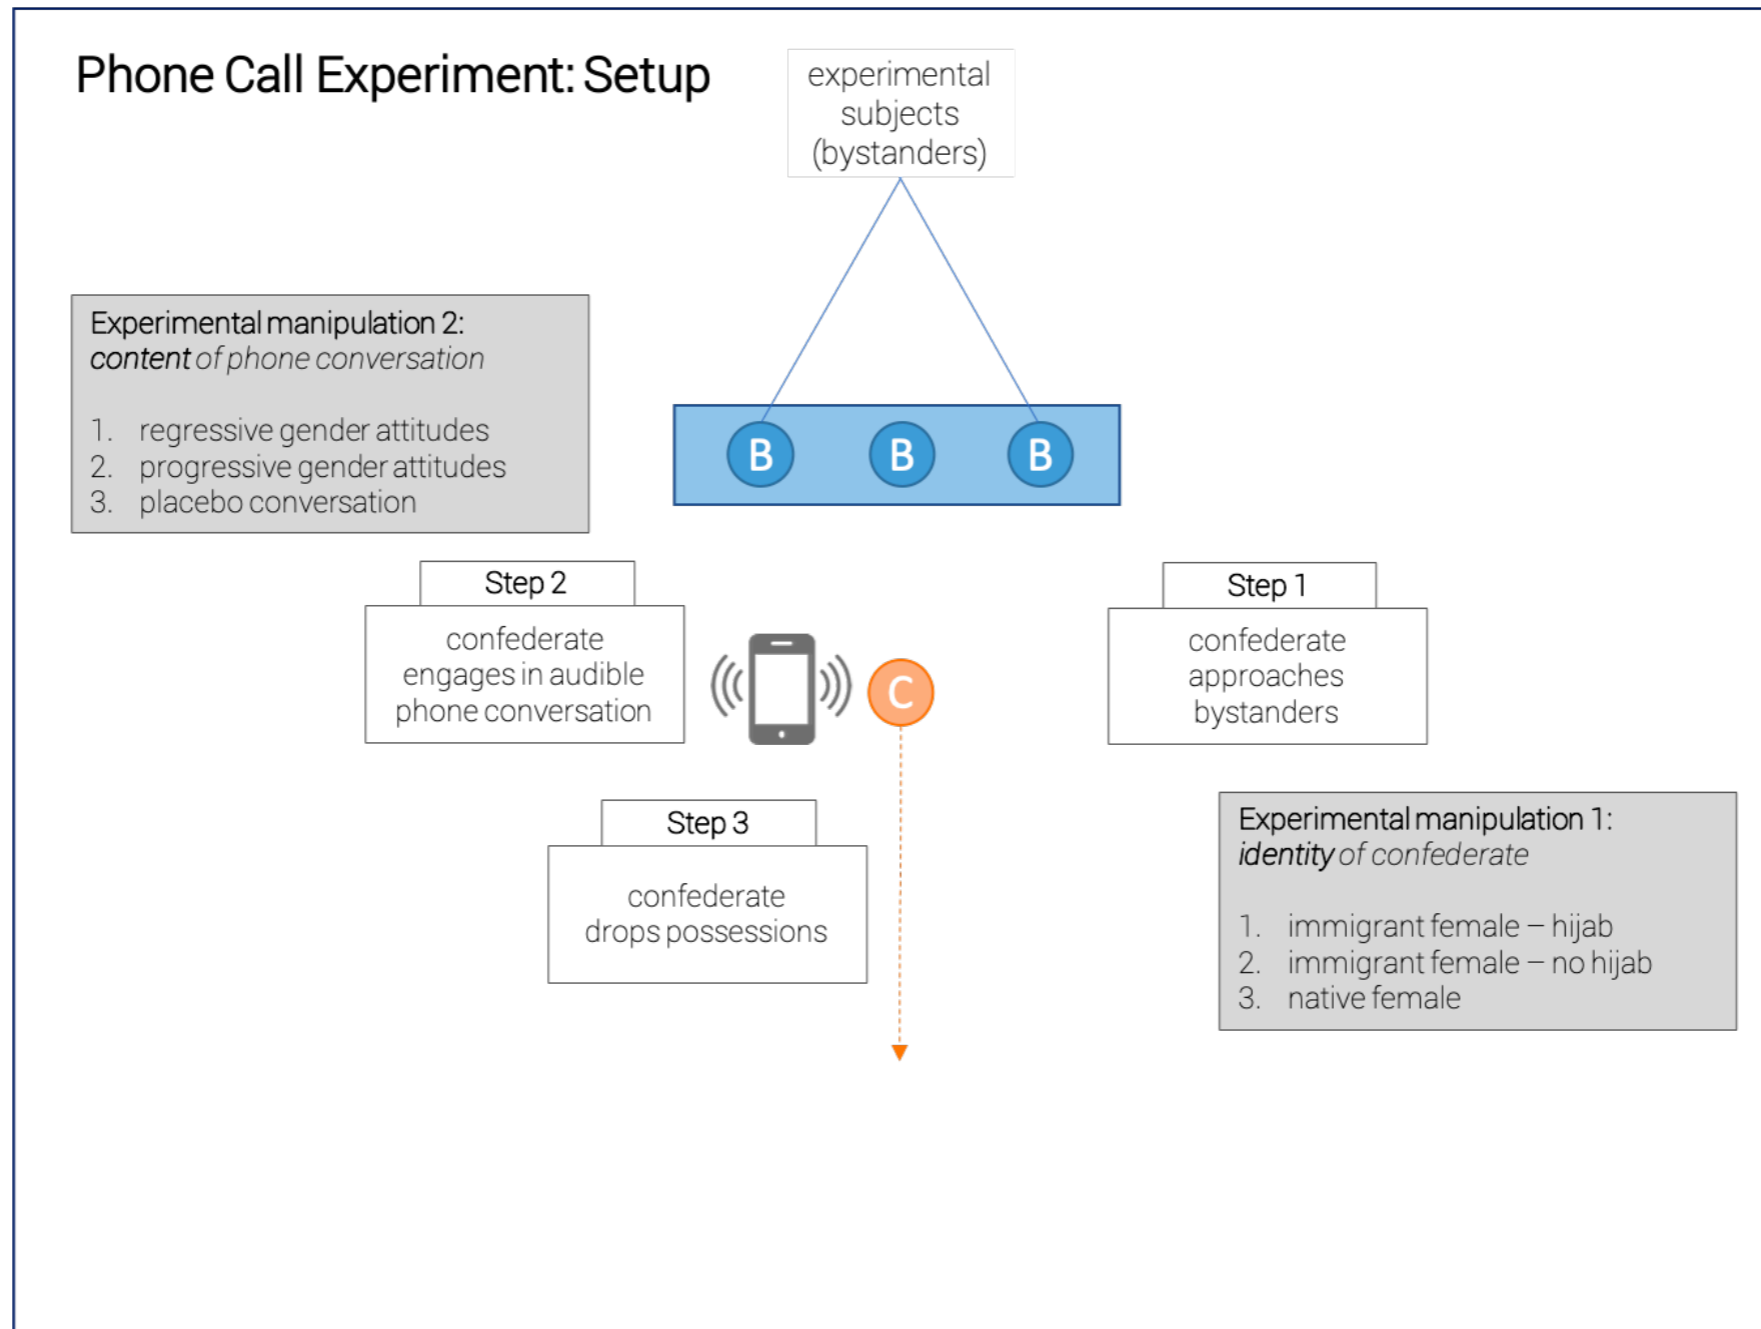 Phone Call Experiment: Setup
experimental
subjects
(bystanders)
Experimental manipulation 2:
content of phone conversation
1. regressive gender attitudes
2. progressive gender attitudes
3. placebo conversation
B B B
Step 2
confederate
engages in audible
phone conversation
C
Step 1
confederate
approaches
bystanders
Step 3
confederate
drops possessions
Experimental manipulation 1:
identity of confederate
1. immigrant female – hijab
2. immigrant female – no hijab
3. native female